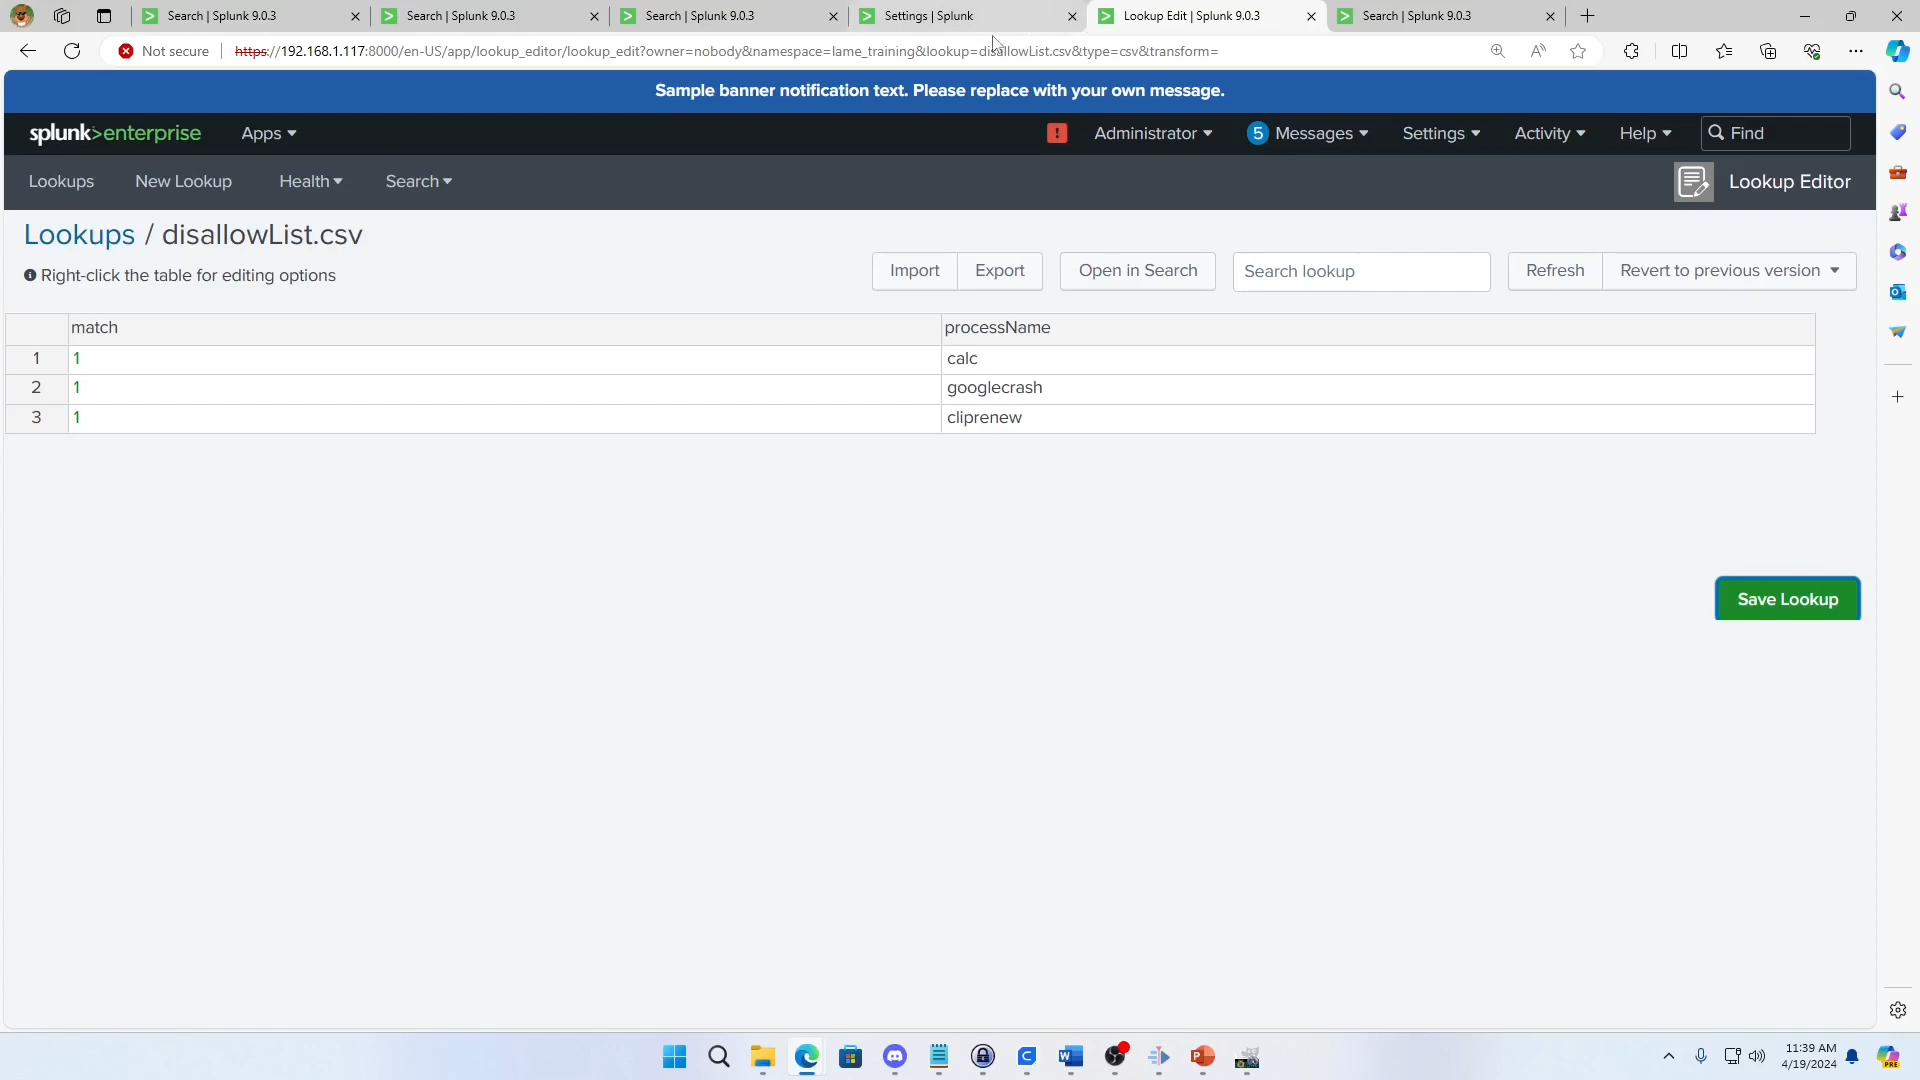 Search | Splunk 9.0.3
Search | Splunk 9.0.3
Search | Splunk 9.0.3
Settings | Splunk
Lookup Edit | Splunk 9.0.3
Search | Splunk 9.0.3
Not secure
https://192.168.1.117:8000/en-US/app/lookup_editor/lookup_edit?owner=nobody&namespace=lame_training&lookup=disallowList.csv&type=csv&transform=
Sample banner notification text. Please replace with your own message.
splunk>enterprise
Apps
!
Administrator
5 Messages
Settings
Activity
Help
Find
Lookups
New Lookup
Health
Search
Lookup Editor
Lookups / disallowList.csv
Right-click the table for editing options
Import
Export
Open in Search
Search lookup
Refresh
Revert to previous version
match processName
1 1 calc
2 1 googlecrash
3 1 cliprenew
Save Lookup
11:39 AM
4/19/2024
PRE